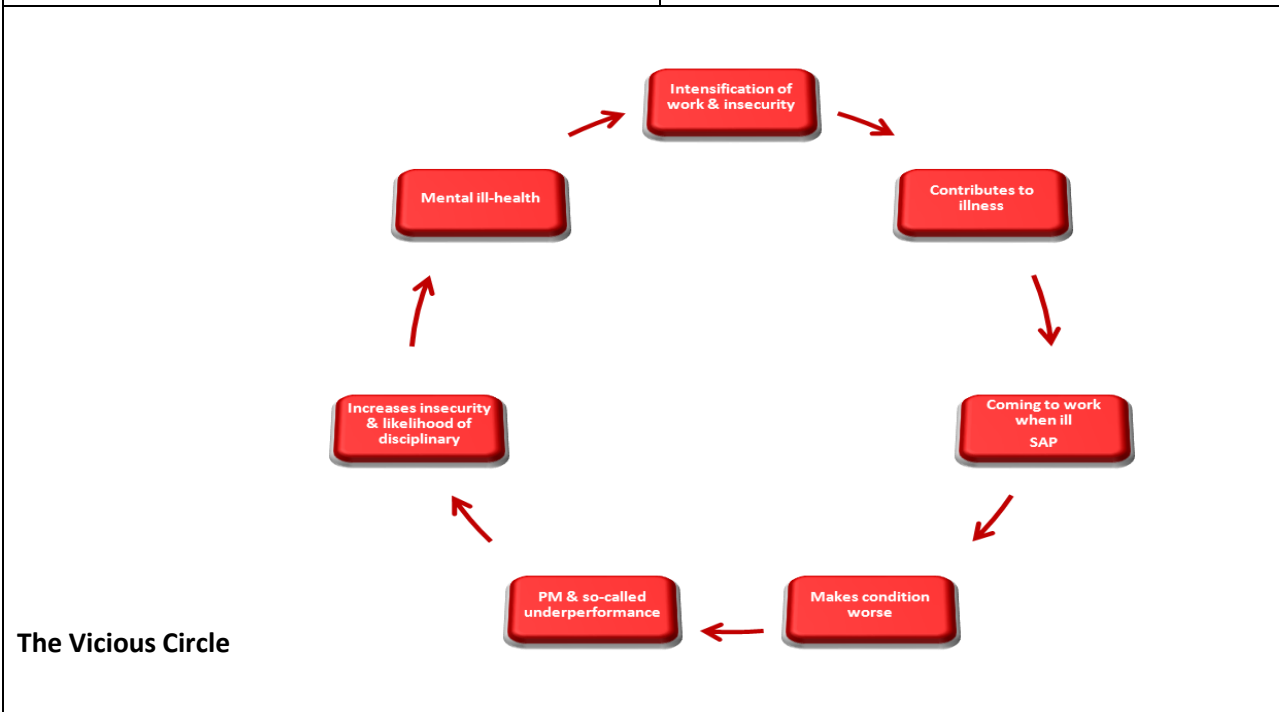 Intensification of
work & insecurity
Contributes to
illness
Coming to work
when ill
SAP
Makes condition
worse
PM & so-called
underperformance
Increases insecurity
& likelihood of
disciplinary
Mental ill-health
The Vicious Circle